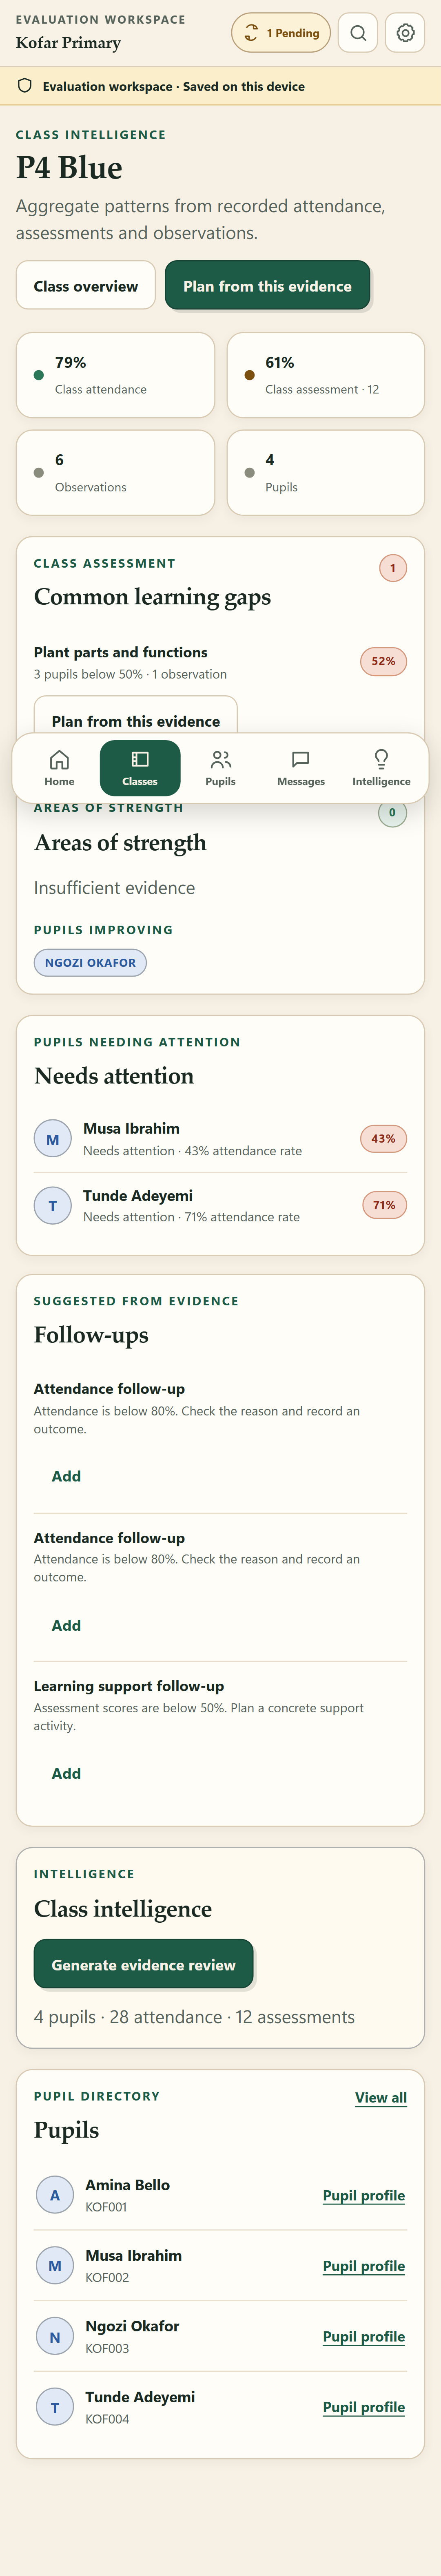 EVALUATION WORKSPACE
Kofar Primary
1 Pending
Evaluation workspace · Saved on this device
CLASS INTELLIGENCE
P4 Blue
Aggregate patterns from recorded attendance,
assessments and observations.
Class overview
Plan from this evidence
79%
Class attendance
61%
Class assessment · 12
6
Observations
4
Pupils
CLASS ASSESSMENT
1
Common learning gaps
Plant parts and functions
3 pupils below 50% · 1 observation
52%
Plan from this evidence
Home
Classes
Pupils
Messages
Intelligence
AREAS OF STRENGTH
0
Areas of strength
Insufficient evidence
PUPILS IMPROVING
NGOZI OKAFOR
PUPILS NEEDING ATTENTION
Needs attention
M
Musa Ibrahim
Needs attention · 43% attendance rate
43%
T
Tunde Adeyemi
Needs attention · 71% attendance rate
71%
SUGGESTED FROM EVIDENCE
Follow-ups
Attendance follow-up
Attendance is below 80%. Check the reason and record an
outcome.
Add
Attendance follow-up
Attendance is below 80%. Check the reason and record an
outcome.
Add
Learning support follow-up
Assessment scores are below 50%. Plan a concrete support
activity.
Add
INTELLIGENCE
Class intelligence
Generate evidence review
4 pupils · 28 attendance · 12 assessments
PUPIL DIRECTORY
View all
Pupils
A
Amina Bello
KOF001
Pupil profile
M
Musa Ibrahim
KOF002
Pupil profile
N
Ngozi Okafor
KOF003
Pupil profile
T
Tunde Adeyemi
KOF004
Pupil profile